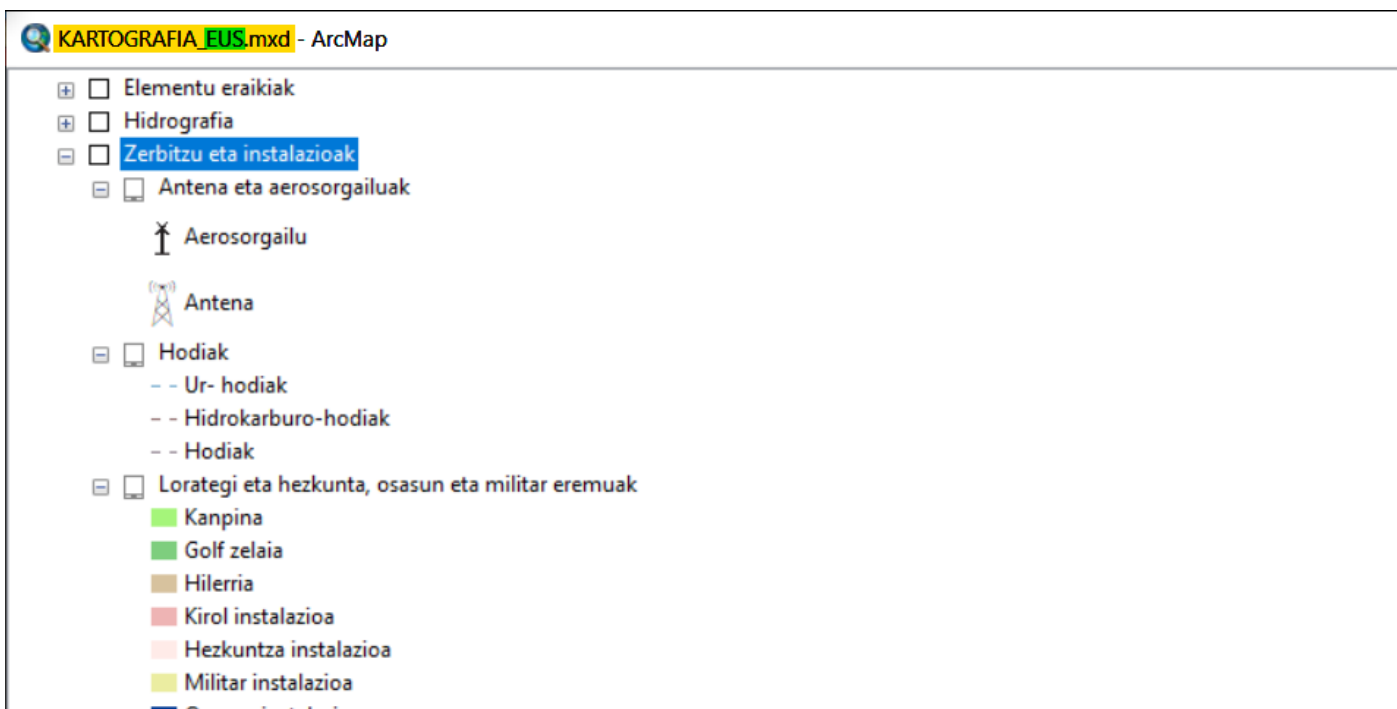 KARTOGRAFIA_EUS.mxd - ArcMap
Elementu eraikiak
Hidrografia
Zerbitzu eta instalazioak
Antena eta aerosorgailuak
Aerosorgailu
Antena
Hodiak
Ur- hodiak
Hidrokarburo-hodiak
Hodiak
Lorategi eta hezkunta, osasun eta militar eremuak
Kanpina
Golf zelaia
Hilerria
Kirol instalazioa
Hezkuntza instalazioa
Militar instalazioa